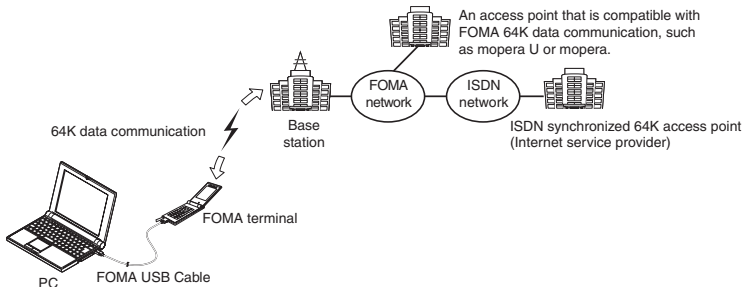 An access point that is compatible with
FOMA 64K data communication, such
as mopera U or mopera.
FOMA
network
ISDN
network
Base
station
ISDN synchronized 64K access point
(Internet service provider)
64K data communication
FOMA terminal
FOMA USB Cable
PC